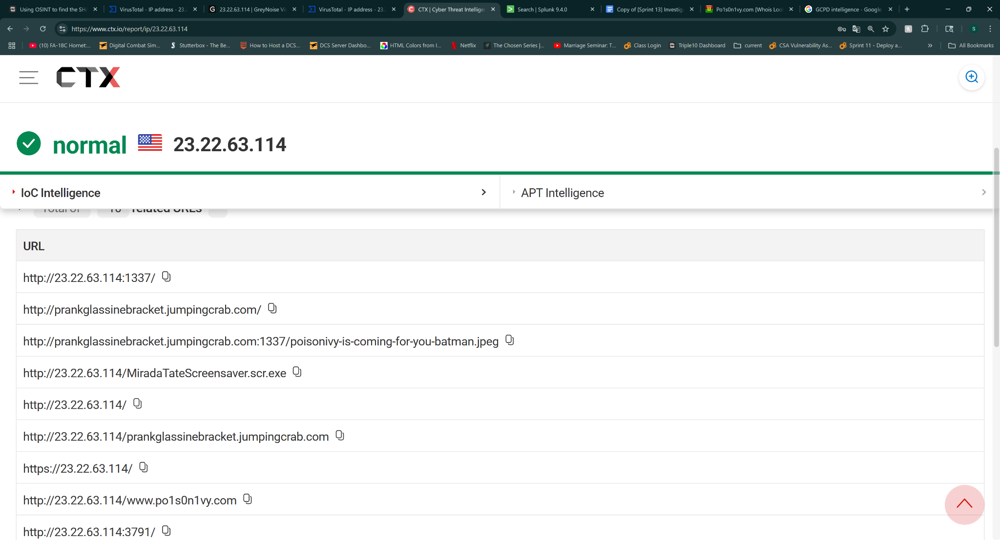 Using OSINT to find the SH
VirusTotal - IP address - 23.
23.22.63.114 | GreyNoise Vi
VirusTotal - IP address - 23.
CTX | Cyber Threat Intellige
Search | Splunk 9.4.0
Copy of [Sprint 13] Investig
Po1s0n1vy.com [Whois Loo
GCPD intelligence - Google
https://www.ctx.io/report/ip/23.22.63.114
S
(10) FA-18C Hornet:...
Digital Combat Sim...
Stutterbox - The Be...
How to Host a DCS...
DCS Server Dashbo...
HTML Colors from I...
Netflix
The Chosen Series |...
Marriage Seminar: T...
Class Login
Triple10 Dashboard
current
CSA Vulnerability As...
Sprint 11 - Deploy a...
All Bookmarks
CTX
normal 23.22.63.114
IoC Intelligence
APT Intelligence
Total of 10 related URLs
URL
http://23.22.63.114:1337/
http://prankglassinebracket.jumpingcrab.com/
http://prankglassinebracket.jumpingcrab.com:1337/poisonivy-is-coming-for-you-batman.jpeg
http://23.22.63.114/MiradaTateScreensaver.scr.exe
http://23.22.63.114/
http://23.22.63.114/prankglassinebracket.jumpingcrab.com
https://23.22.63.114/
http://23.22.63.114/www.po1s0n1vy.com
http://23.22.63.114:3791/